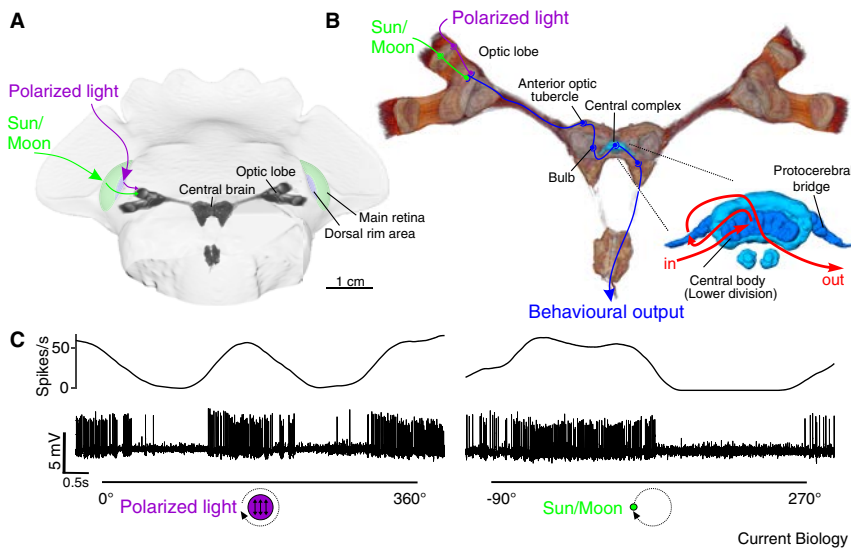 A
Polarized light
Sun/
Moon
Optic lobe
Central brain
Main retina
Dorsal rim area
1 cm
B
Polarized light
Sun/
Moon
Optic lobe
Anterior optic
tubercle
Central complex
Bulb
Protocerebral
bridge
in
Central body
(Lower division)
out
Behavioural output
C
Spikes/s
50
0
5 mV
0.5s
0°
360°
Polarized light
-90°
270°
Sun/Moon
Current Biology